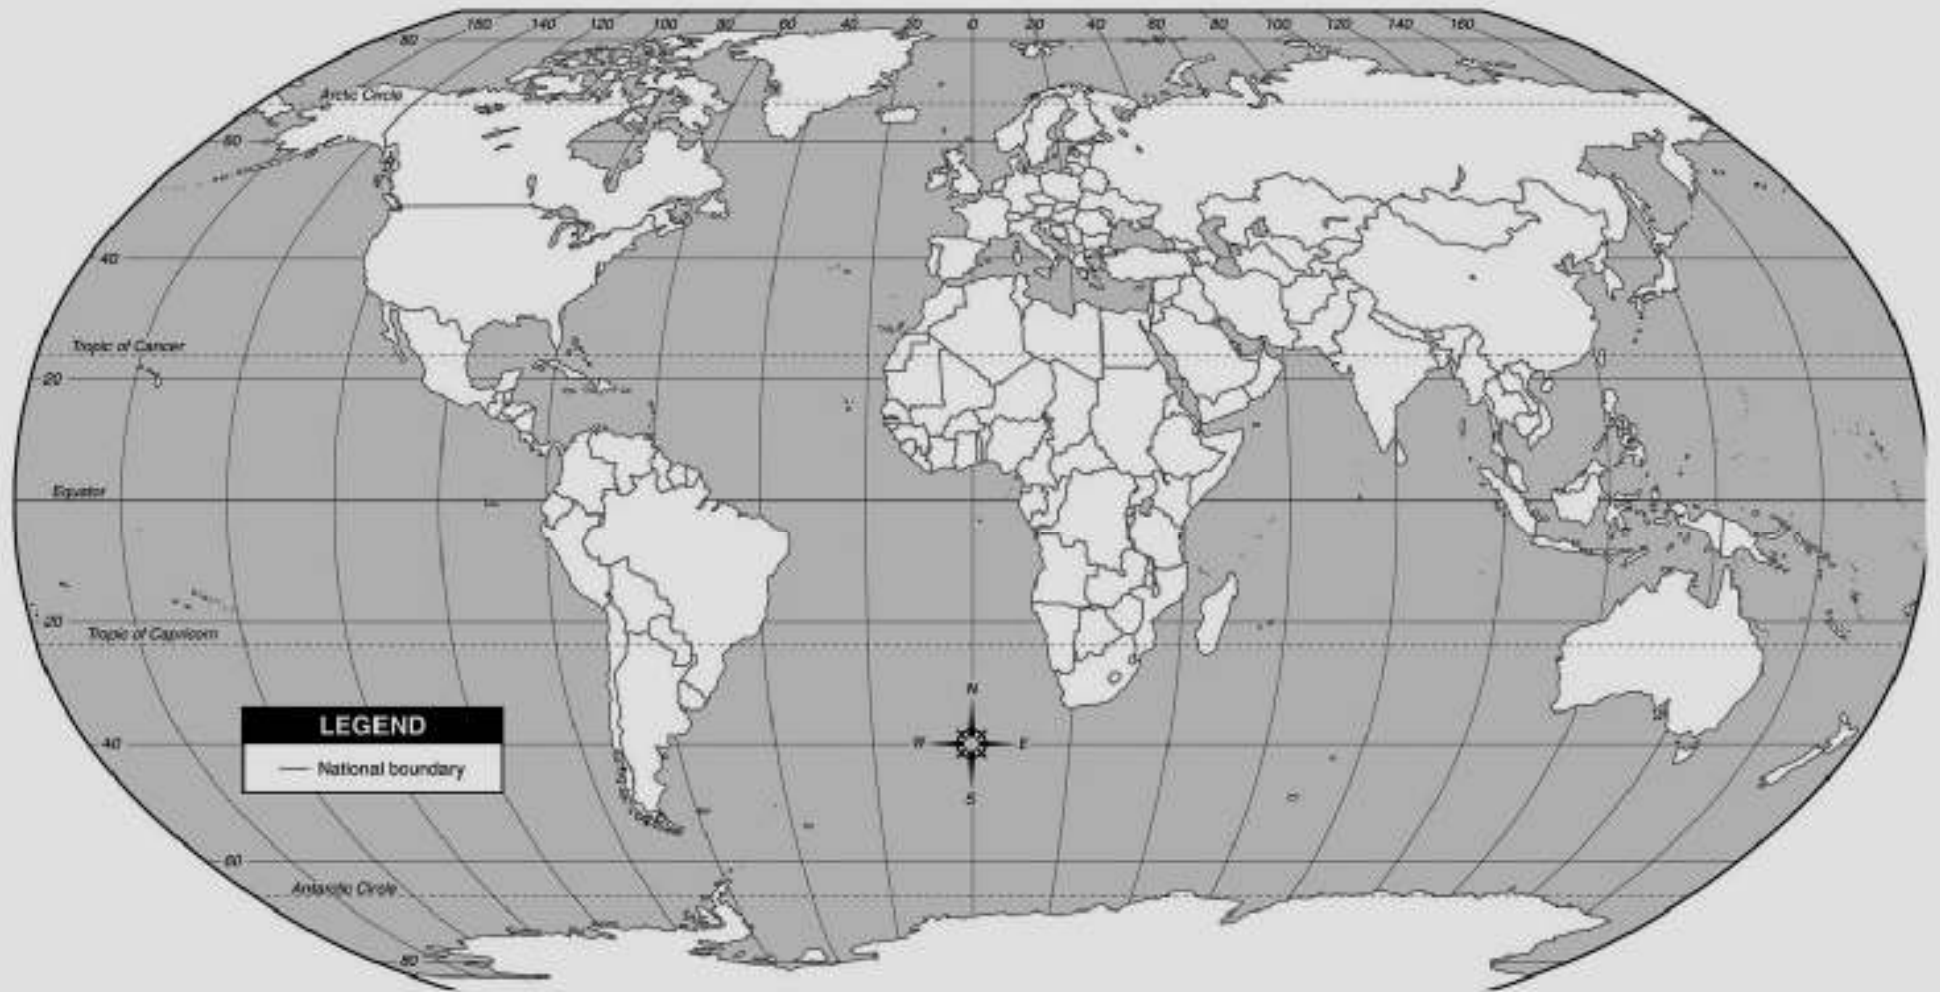 160 140 120 100 80 60 40 20 0 20 40 60 80 100 120 140 160
80
Arctic Circle
60
40
Tropic of Cancer
20
Equator
20
Tropic of Capricorn
N
LEGEND
40
W E
National boundary
S
60
Antarctic Circle
80